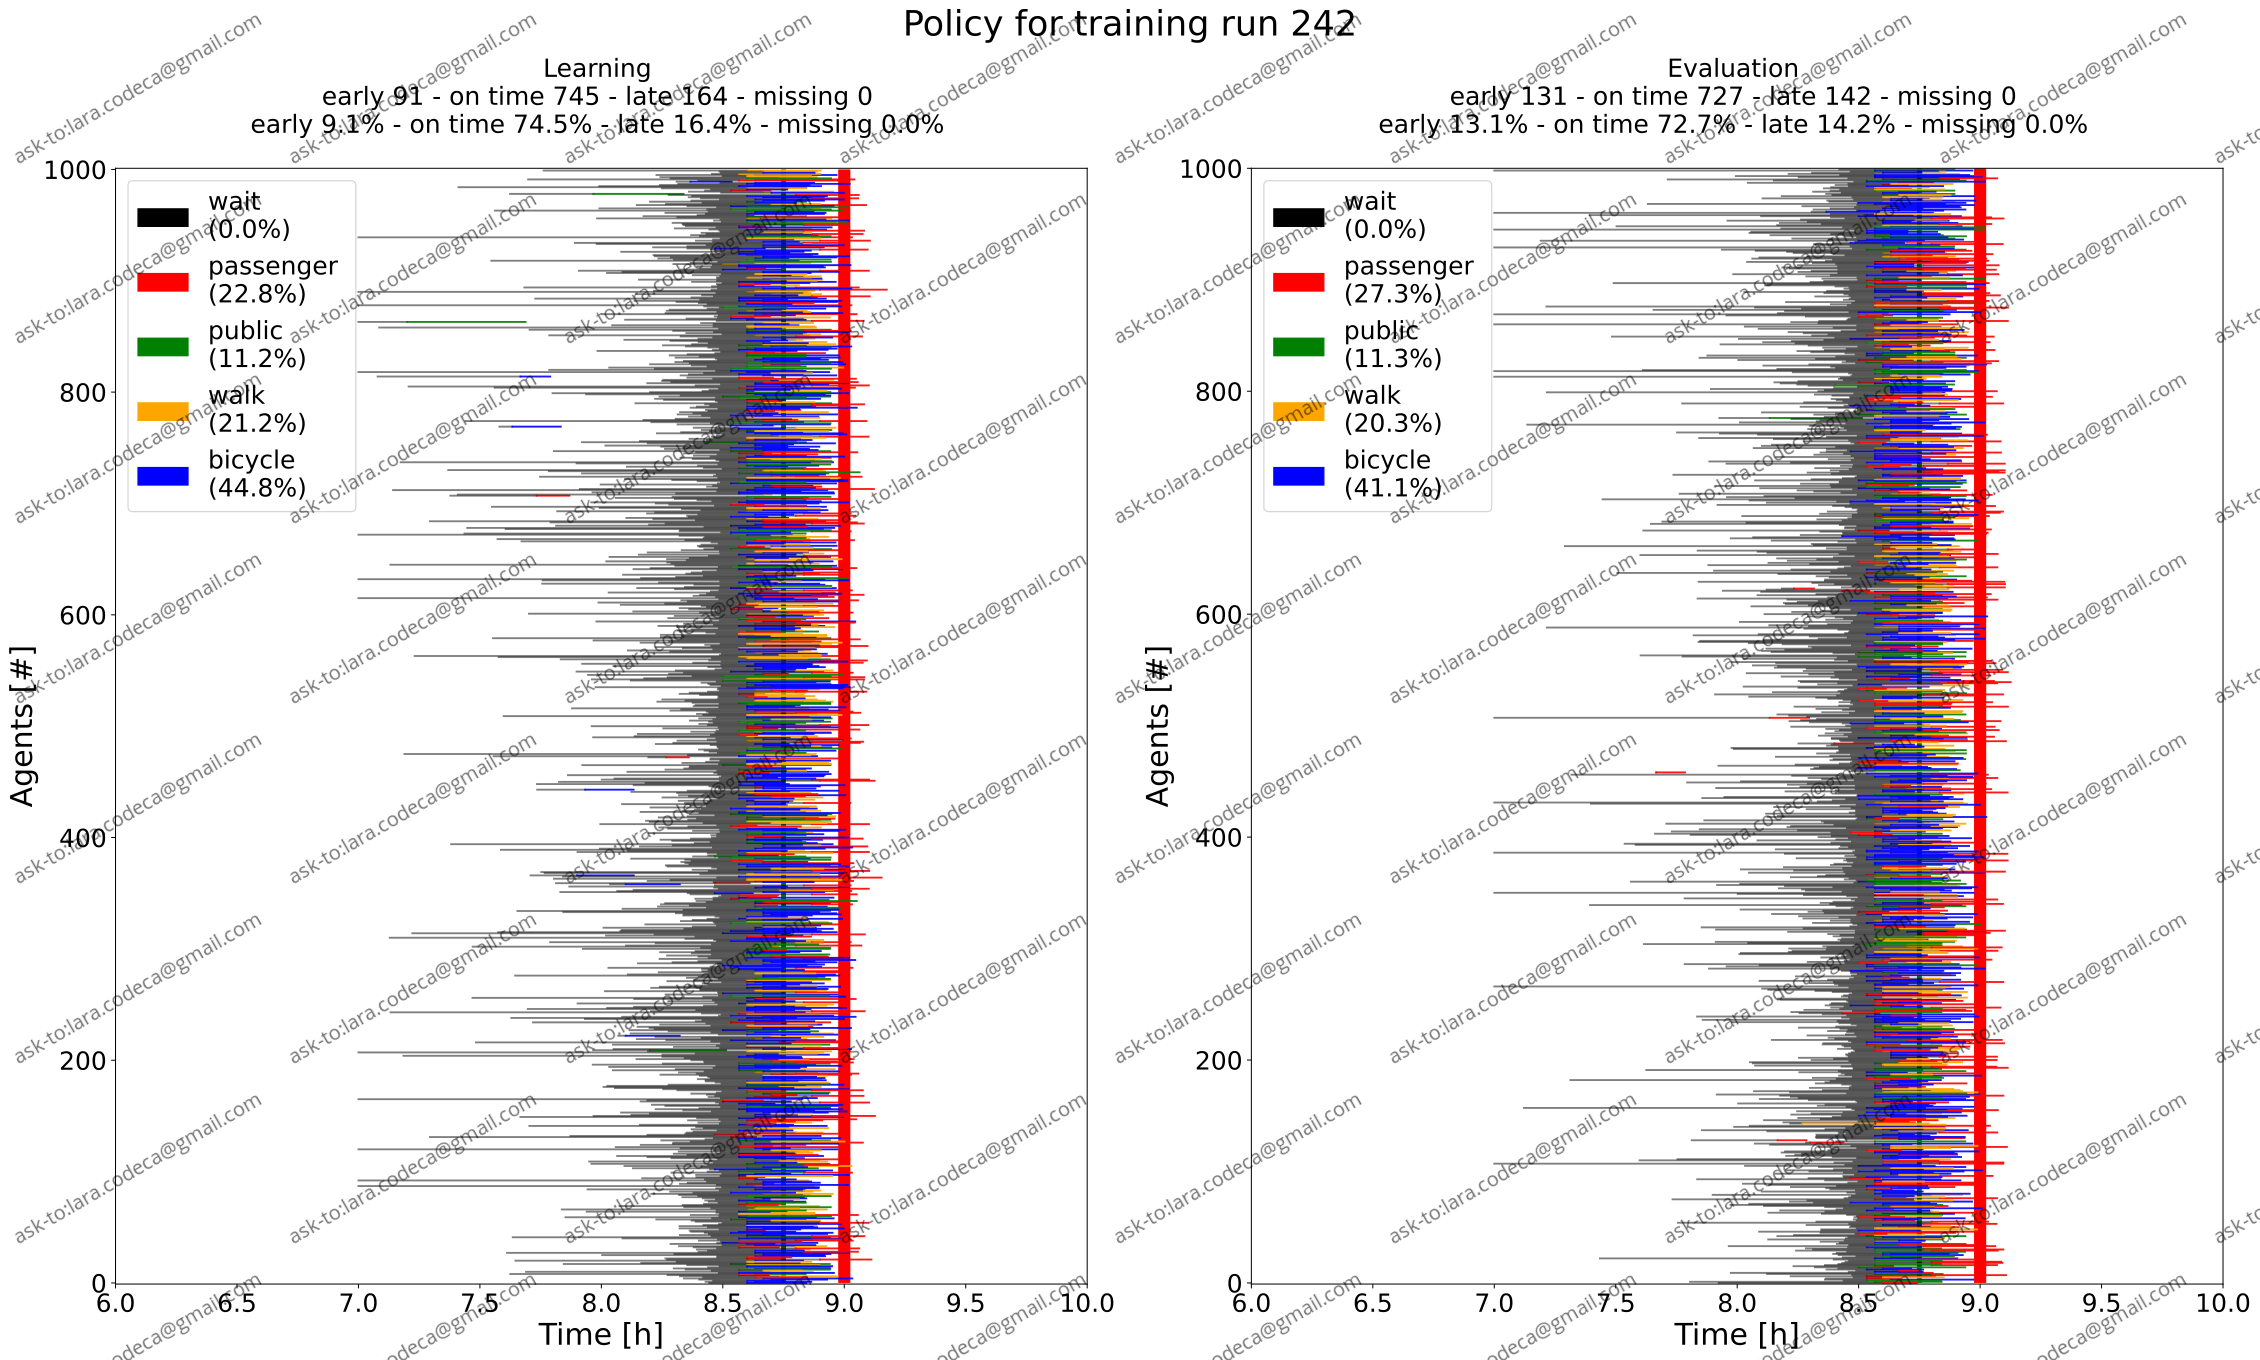 Policy for training run 242
Learning
early 91 - on time 745 - late 164 - missing 0
early 9.1% - on time 74.5% - late 16.4% - missing 0.0%
Agents [#]
1000
800
600
400
200
0
wait
(0.0%)
passenger
(22.8%)
public
(11.2%)
walk
(21.2%)
bicycle
(44.8%)
6.0 6.5 7.0 7.5 8.0 8.5 9.0 9.5 10.0
Time [h]
Evaluation
early 131 - on time 727 - late 142 - missing 0
early 13.1% - on time 72.7% - late 14.2% - missing 0.0%
Agents [#]
1000
800
600
400
200
0
wait
(0.0%)
passenger
(27.3%)
public
(11.3%)
walk
(20.3%)
bicycle
(41.1%)
6.0 6.5 7.0 7.5 8.0 8.5 9.0 9.5 10.0
Time [h]
ask-to:lara.codeca@gmail.com